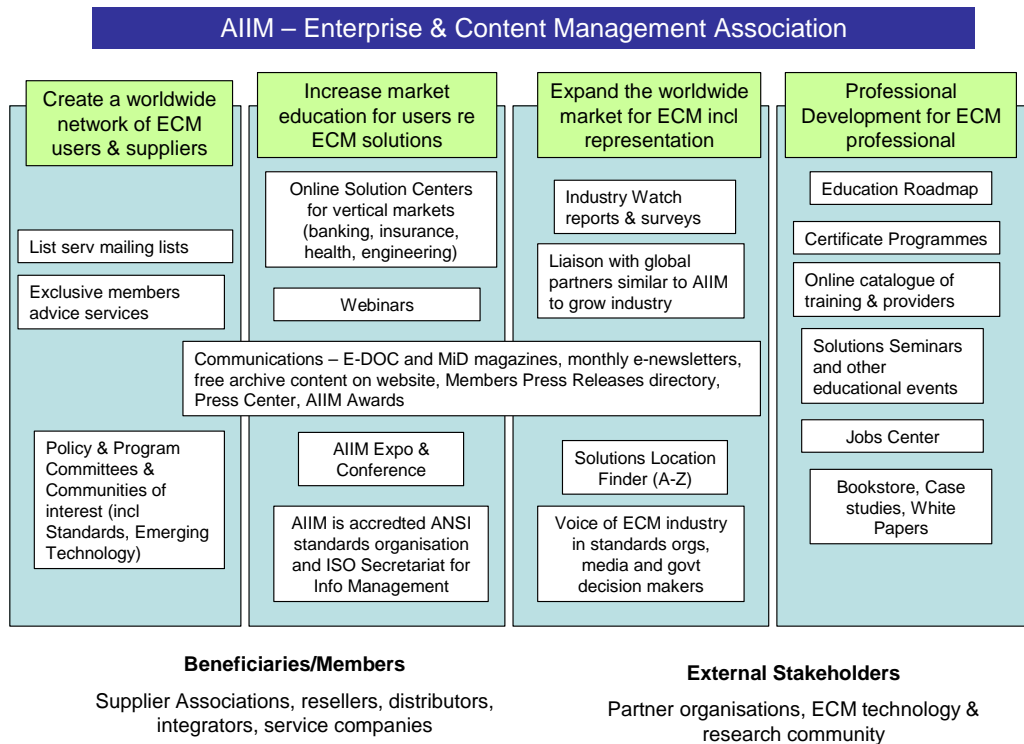 AIIM – Enterprise & Content Management Association
Create a worldwide
network of ECM
users & suppliers
List serv mailing lists
Exclusive members
advice services
Increase market
education for users re
ECM solutions
Online Solution Centers
for vertical markets
(banking, insurance,
health, engineering)
Webinars
Expand the worldwide
market for ECM incl
representation
Industry Watch
reports & surveys
Liaison with global
partners similar to AIIM
to grow industry
Professional
Development for ECM
professional
Education Roadmap
Certificate Programmes
Online catalogue of
training & providers
Solutions Seminars
and other
educational events
Jobs Center
Bookstore, Case
studies, White
Papers
Communications – E-DOC and MiD magazines, monthly e-newsletters,
free archive content on website, Members Press Releases directory,
Press Center, AIIM Awards
Policy & Program
Committees &
Communities of
interest (incl
Standards, Emerging
Technology)
AIIM Expo &
Conference
AIIM is accredted ANSI
standards organisation
and ISO Secretariat for
Info Management
Solutions Location
Finder (A-Z)
Voice of ECM industry
in standards orgs,
media and govt
decision makers
Beneficiaries/Members
Supplier Associations, resellers, distributors,
integrators, service companies
External Stakeholders
Partner organisations, ECM technology &
research community